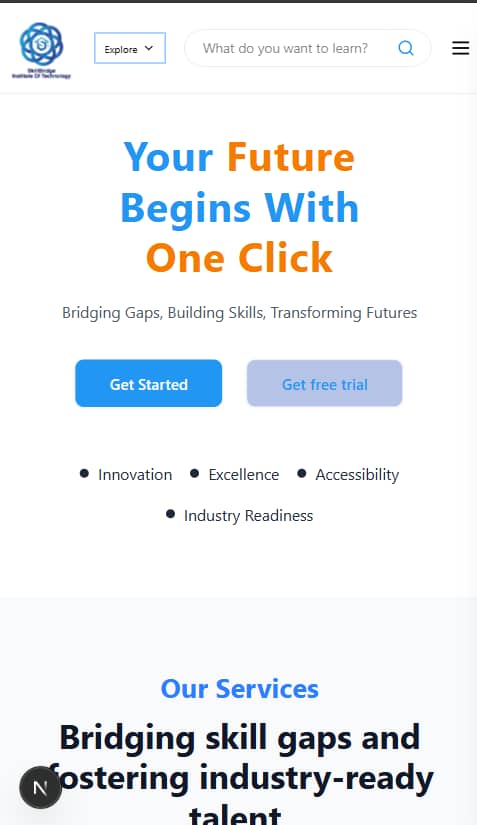 SkillBridge
Institute Of Technology
Explore
What do you want to learn?
Your Future
Begins With
One Click
Bridging Gaps, Building Skills, Transforming Futures
Get Started
Get free trial
Innovation
Excellence
Accessibility
Industry Readiness
Our Services
Bridging skill gaps and
fostering industry-ready
talent
N